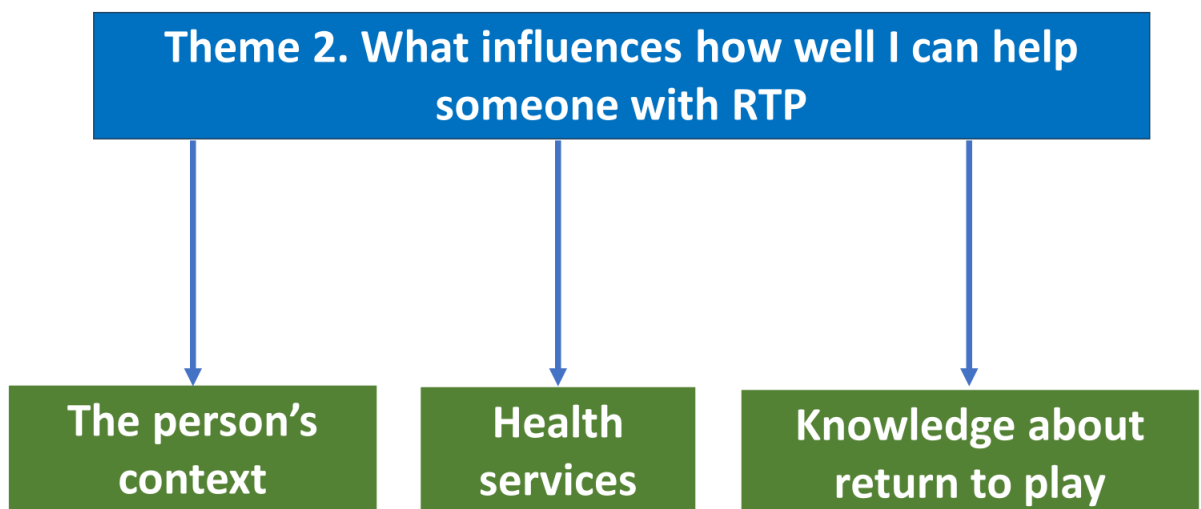 Theme 2. What influences how well I can help
someone with RTP
The person’s
context
Health
services
Knowledge about
return to play